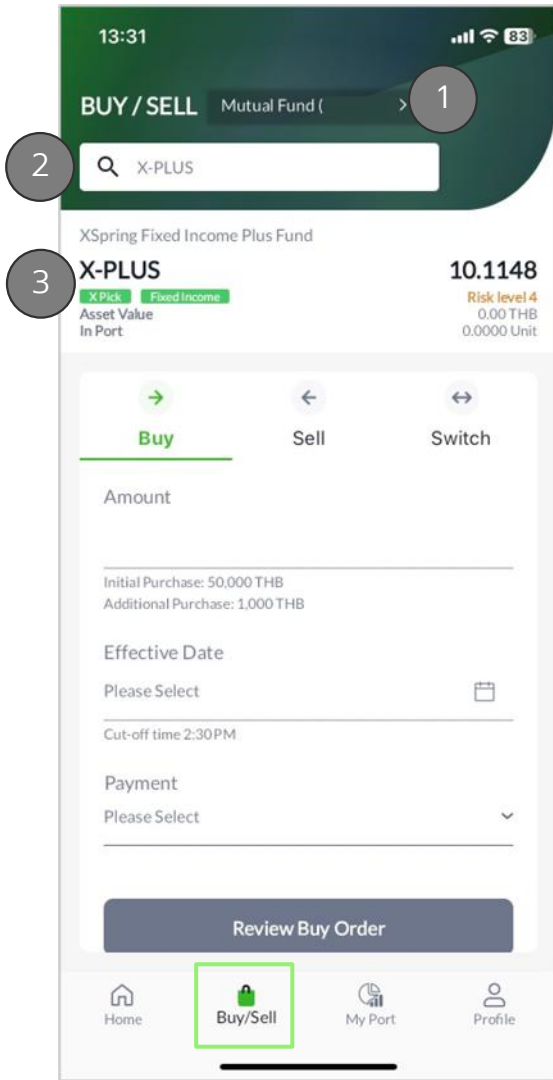 13:31
83
BUY / SELL Mutual Fund ( >
1
2
X-PLUS
XSpring Fixed Income Plus Fund
3
X-PLUS 10.1148
X Pick Fixed Income Risk level 4
Asset Value 0.00 THB
In Port 0.0000 Unit
Buy Sell Switch
Amount
Initial Purchase: 50,000 THB
Additional Purchase: 1,000 THB
Effective Date
Please Select
Cut-off time 2:30PM
Payment
Please Select
Review Buy Order
Home Buy/Sell My Port Profile